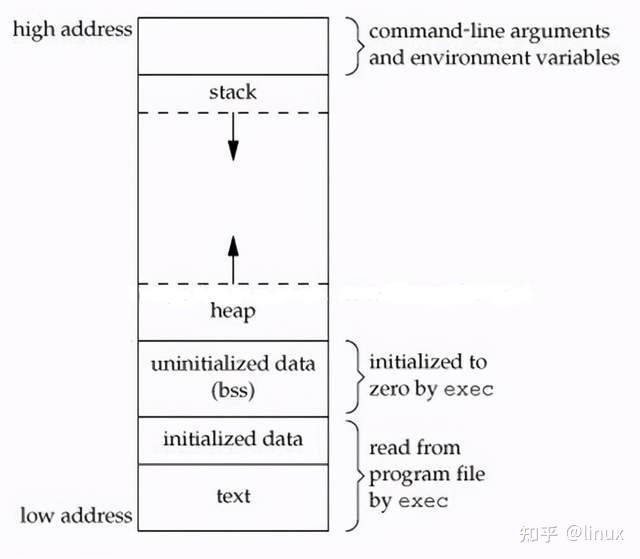 high address
command-line arguments
and environment variables
stack
heap
uninitialized data
(bss)
initialized to
zero by exec
initialized data
read from
program file
by exec
text
low address
知乎 @linux